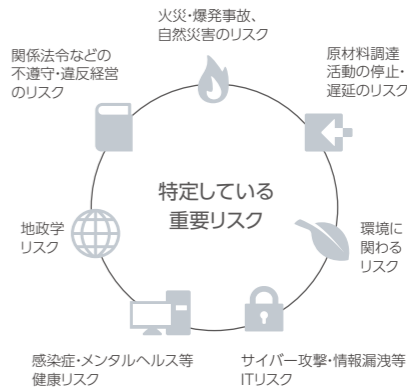 火災・爆発事故、
自然災害のリスク
原材料調達
活動の停止・
遅延のリスク
環境に
関わる
リスク
サイバー攻撃・情報漏洩等
ITリスク
感染症・メンタルヘルス等
健康リスク
地政学
リスク
関係法令などの
不遵守・違反経営
のリスク
特定している
重要リスク